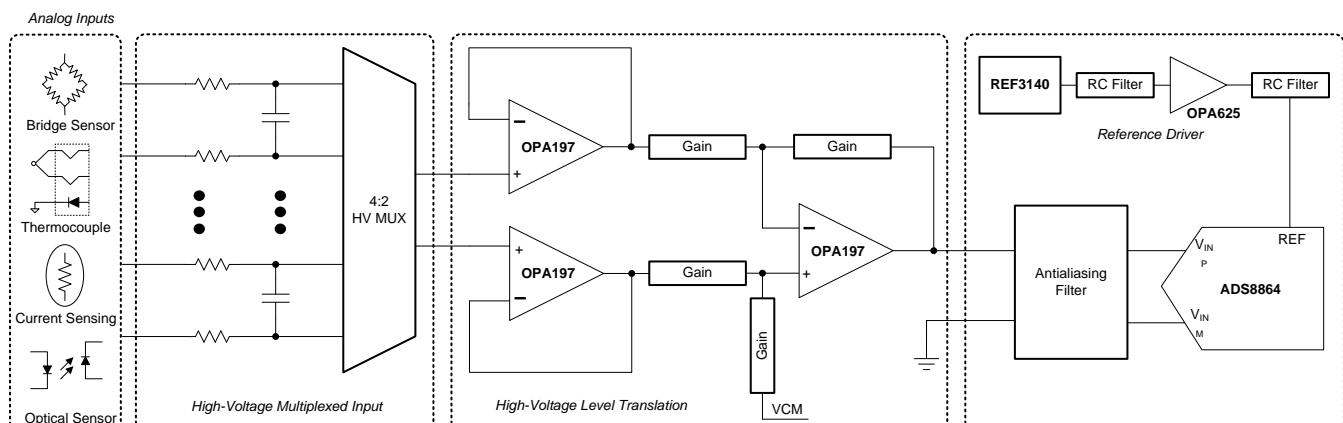 Analog Inputs
Bridge Sensor
Thermocouple
Current Sensing
Optical Sensor
4:2
HV MUX
High-Voltage Multiplexed Input
OPA197
OPA197
Gain
Gain
Gain
Gain
VCM
OPA197
High-Voltage Level Translation
REF3140
RC Filter
OPA625
RC Filter
Reference Driver
Antialiasing
Filter
REF
VIN
P
ADS8864
VIN
M